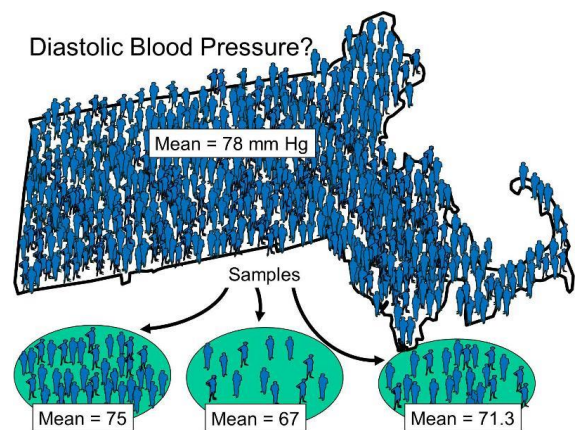 Diastolic Blood Pressure?
Mean = 78 mm Hg
Samples
Mean = 75
Mean = 67
Mean = 71.3